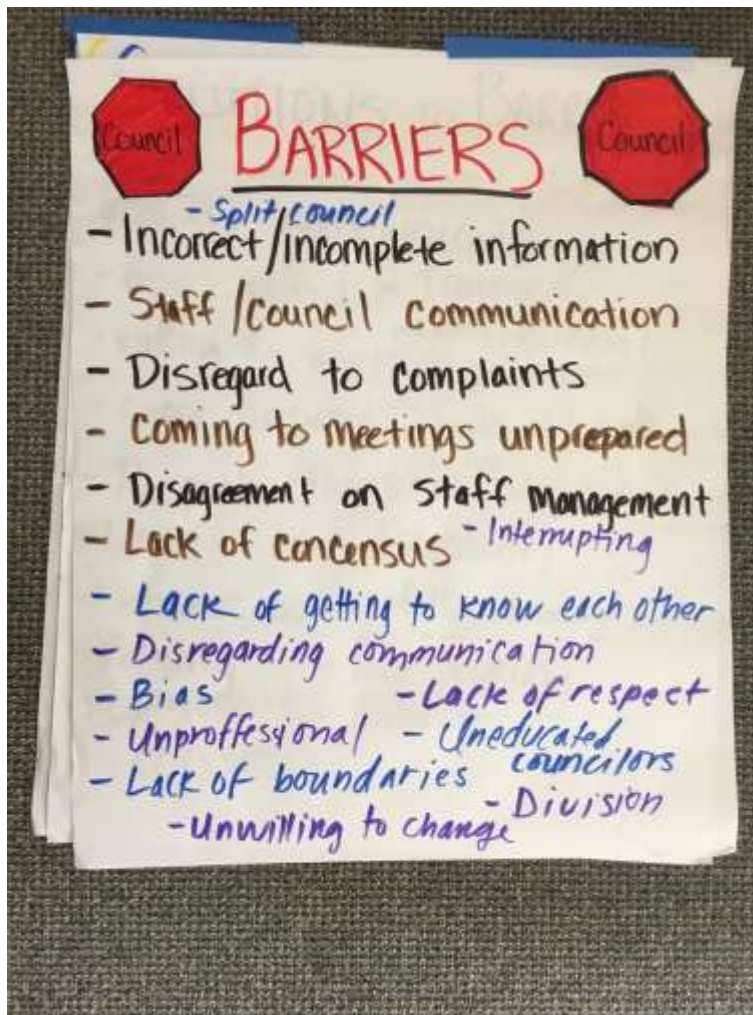 Council BARRIERS Council
- Split/council
- Incorrect/incomplete information
- Staff/Council communication
- Disregard to complaints
- Coming to meetings unprepared
- Disagreement on staff management
- Lack of concensus - Interrupting
- Lack of getting to know each other
- Disregarding communication
- Bias - Lack of respect
- Unproffesional - Uneducated
councilors
- Lack of boundaries
- Division
- Unwilling to change